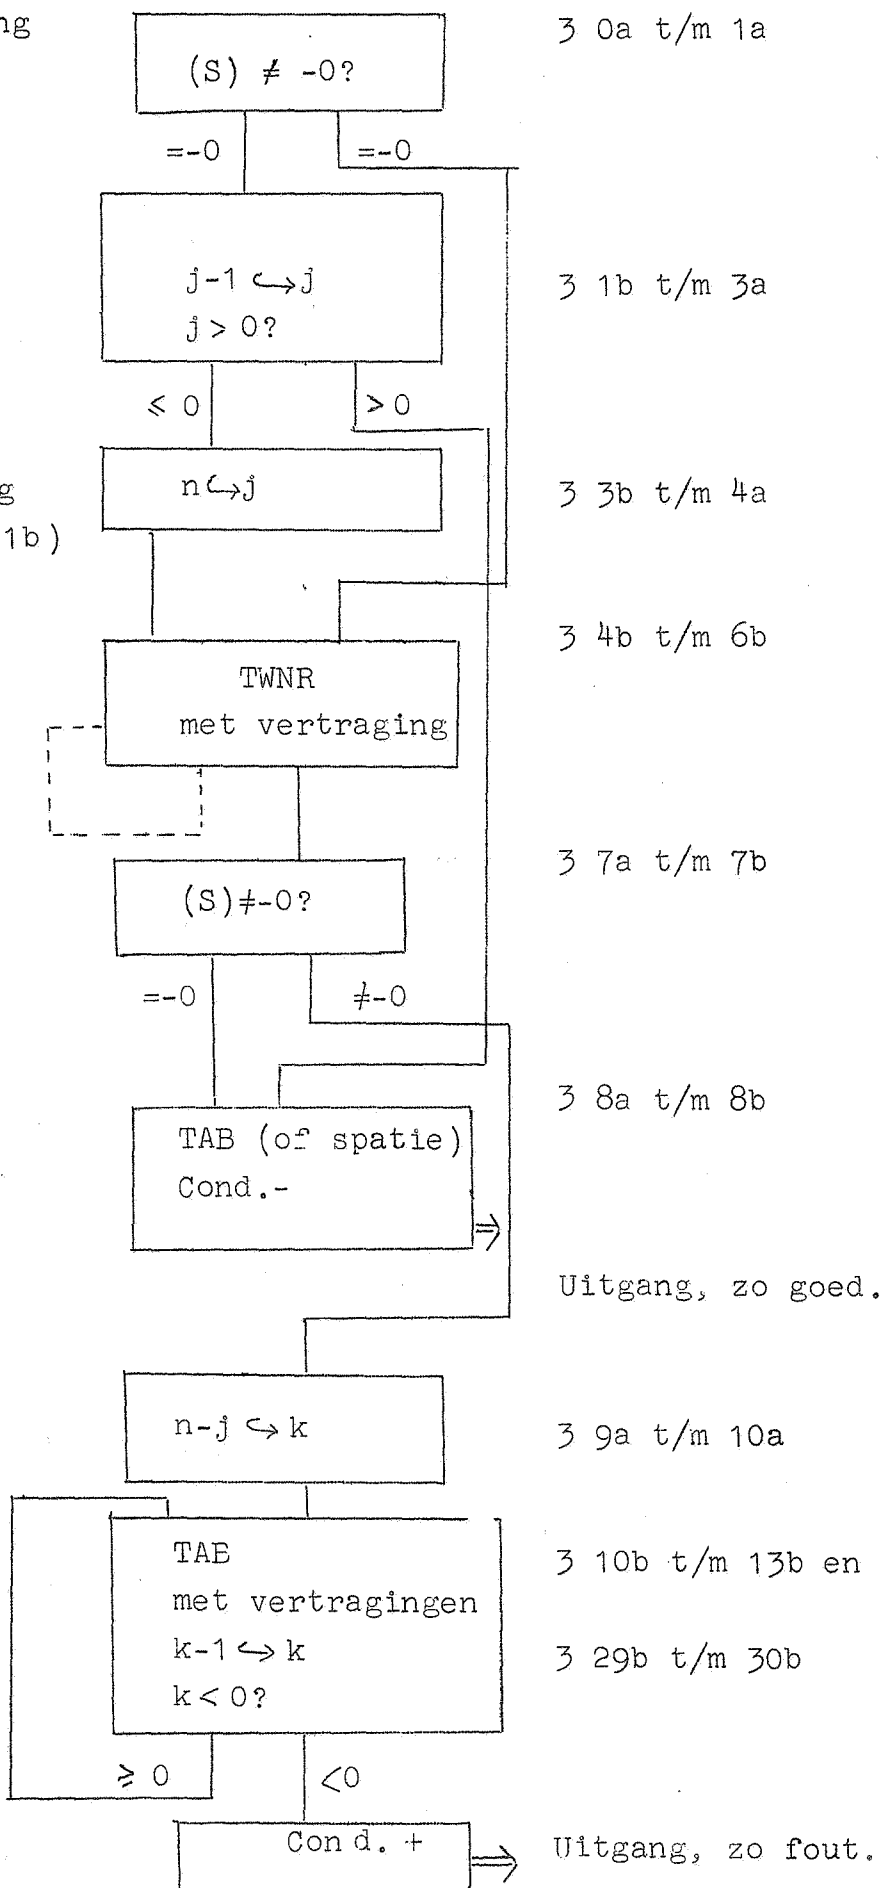 ng
3 0a t/m 1a
(S) ≠ -0?
=-0 =-0
j-1 ↪ j
3 1b t/m 3a
j > 0?
≤ 0 > 0
n ↪ j
3 3b t/m 4a
g
1b)
3 4b t/m 6b
TWNR
met vertraging
3 7a t/m 7b
(S)≠-0?
=-0 ≠-0
3 8a t/m 8b
TAB (of spatie)
Cond.-
⇒
Uitgang, zo goed.
n-j ↪ k
3 9a t/m 10a
TAB
3 10b t/m 13b en
met vertragingen
k-1 ↪ k
3 29b t/m 30b
k < 0?
≥ 0 <0
Cond. +
⇒ Uitgang, zo fout.